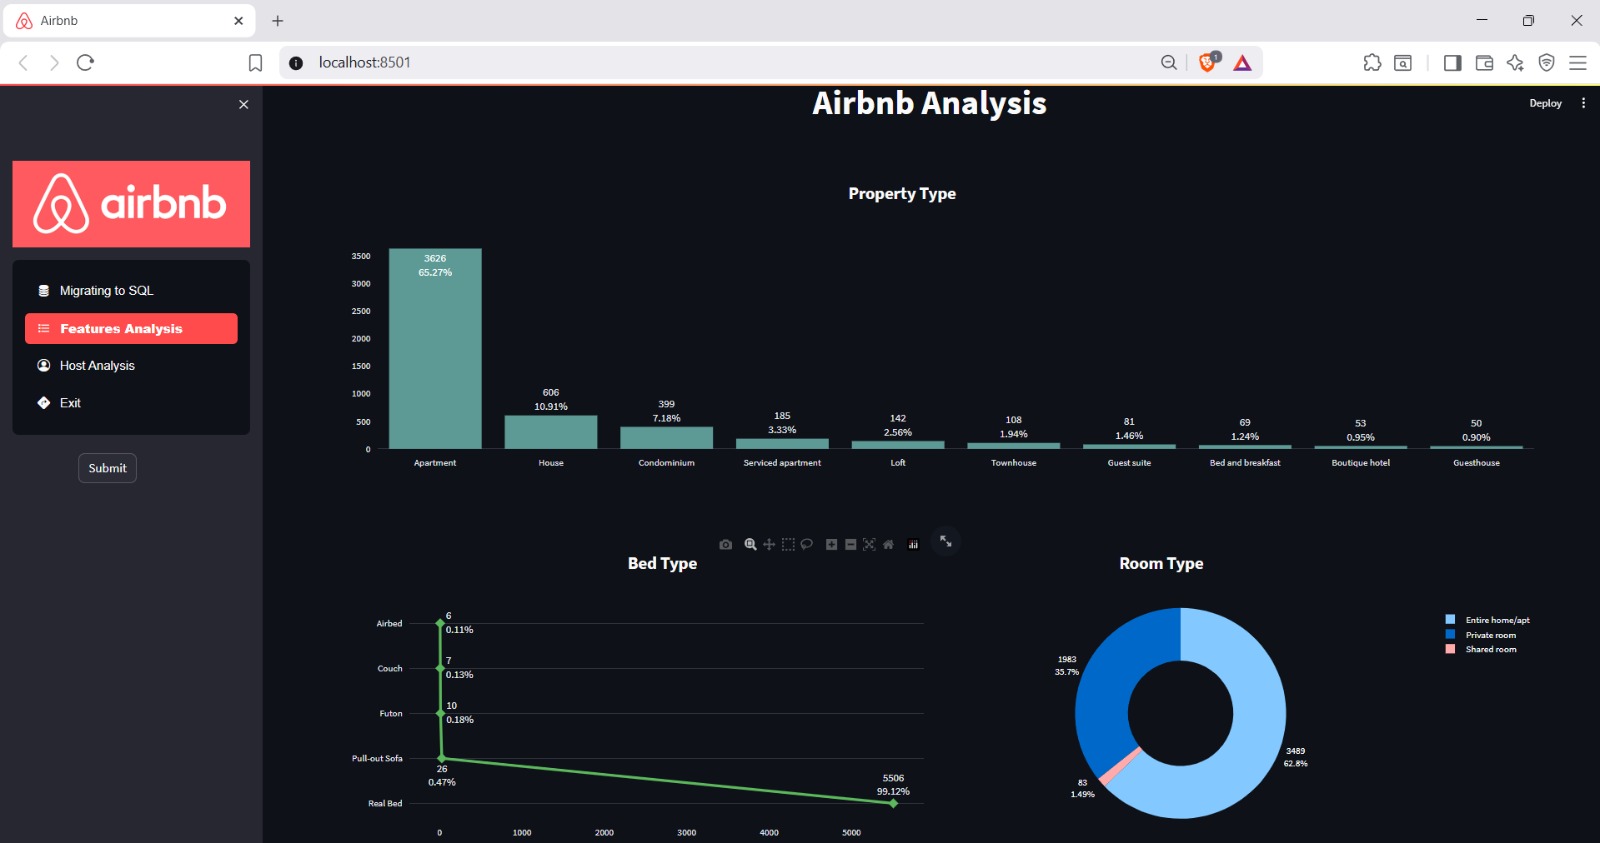 Airbnb
localhost:8501
1
Airbnb Analysis
Deploy
airbnb
Migrating to SQL
Features Analysis
Host Analysis
Exit
Submit
Property Type
3500
3000
2500
2000
1500
1000
500
0
3626
65.27%
606
10.91%
399
7.18%
185
3.33%
142
2.56%
108
1.94%
81
1.46%
69
1.24%
53
0.95%
50
0.90%
Apartment
House
Condominium
Serviced apartment
Loft
Townhouse
Guest suite
Bed and breakfast
Boutique hotel
Guesthouse
Bed Type
Airbed
Couch
Futon
Pull-out Sofa
Real Bed
6
0.11%
7
0.13%
10
0.18%
26
0.47%
5506
99.12%
0
1000
2000
3000
4000
5000
Room Type
1983
35.7%
83
1.49%
3489
62.8%
Entire home/apt
Private room
Shared room